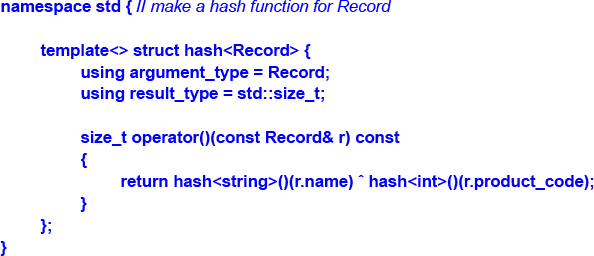 namespace std { // make a hash function for Record
template<> struct hash<Record> {
using argument_type = Record;
using result_type = std::size_t;
size_t operator()(const Record& r) const
{
return hash<string>()(r.name) ^ hash<int>()(r.product_code);
}
};
}